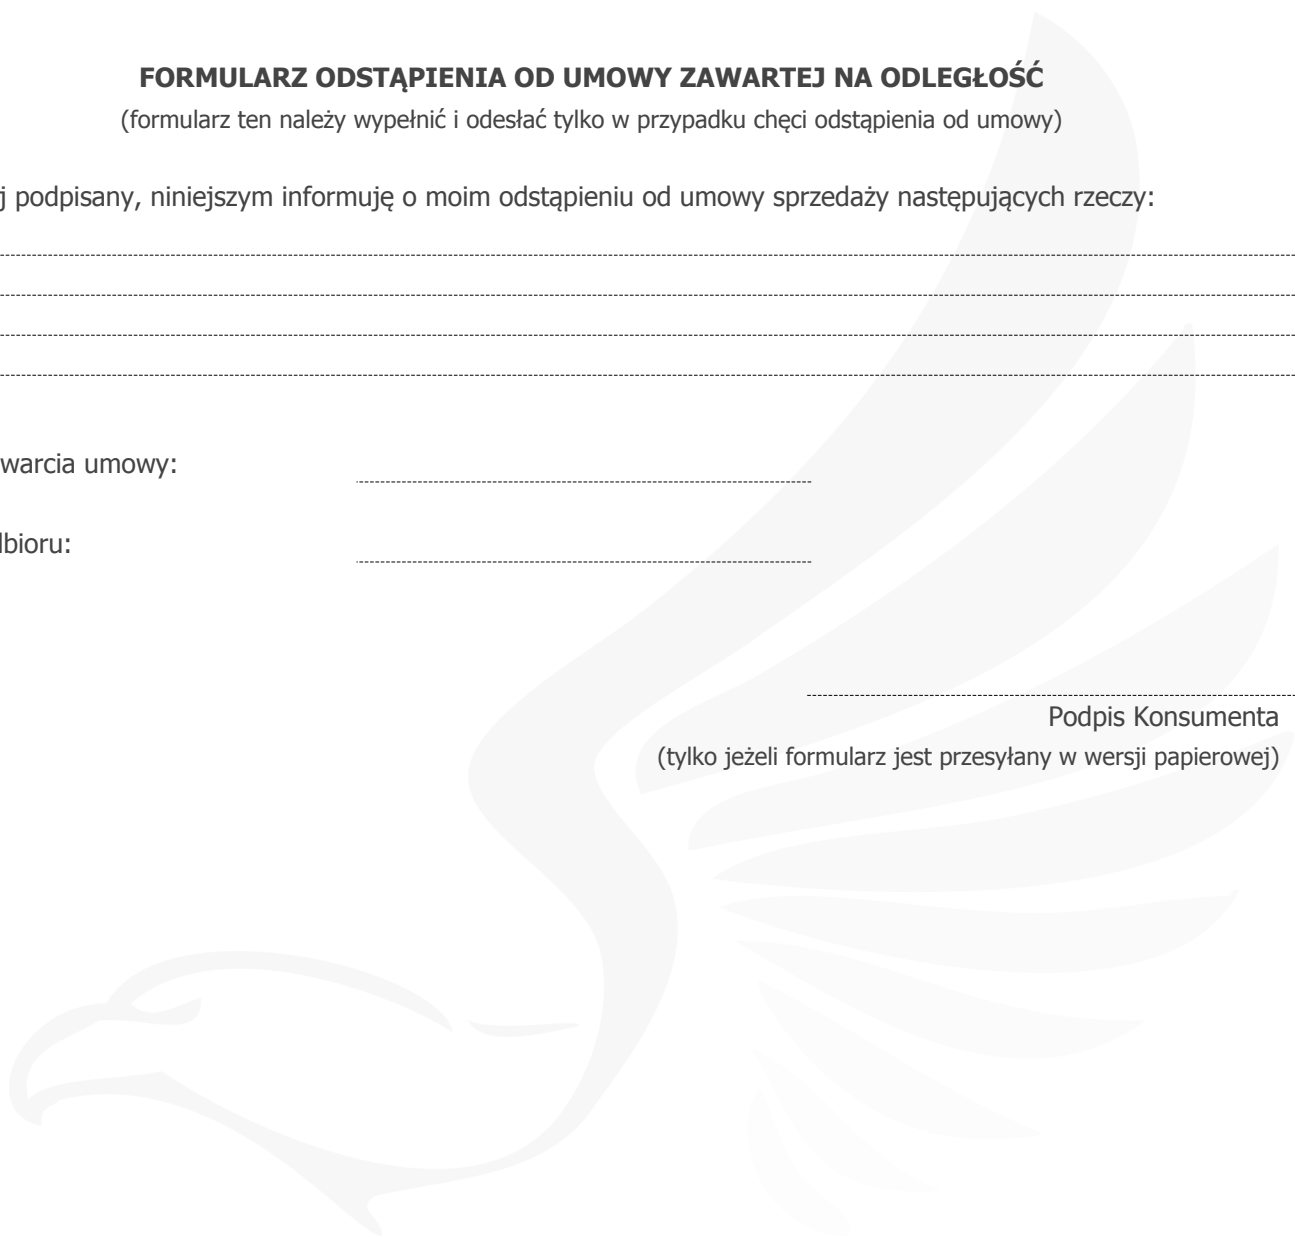 FORMULARZ ODSTĄPIENIA OD UMOWY ZAWARTEJ NA ODLEGŁOŚĆ
(formularz ten należy wypełnić i odesłać tylko w przypadku chęci odstąpienia od umowy)
j podpisany, niniejszym informuję o moim odstąpieniu od umowy sprzedaży następujących rzeczy:
warcia umowy:
dbioru:
Podpis Konsumenta
(tylko jeżeli formularz jest przesyłany w wersji papierowej)